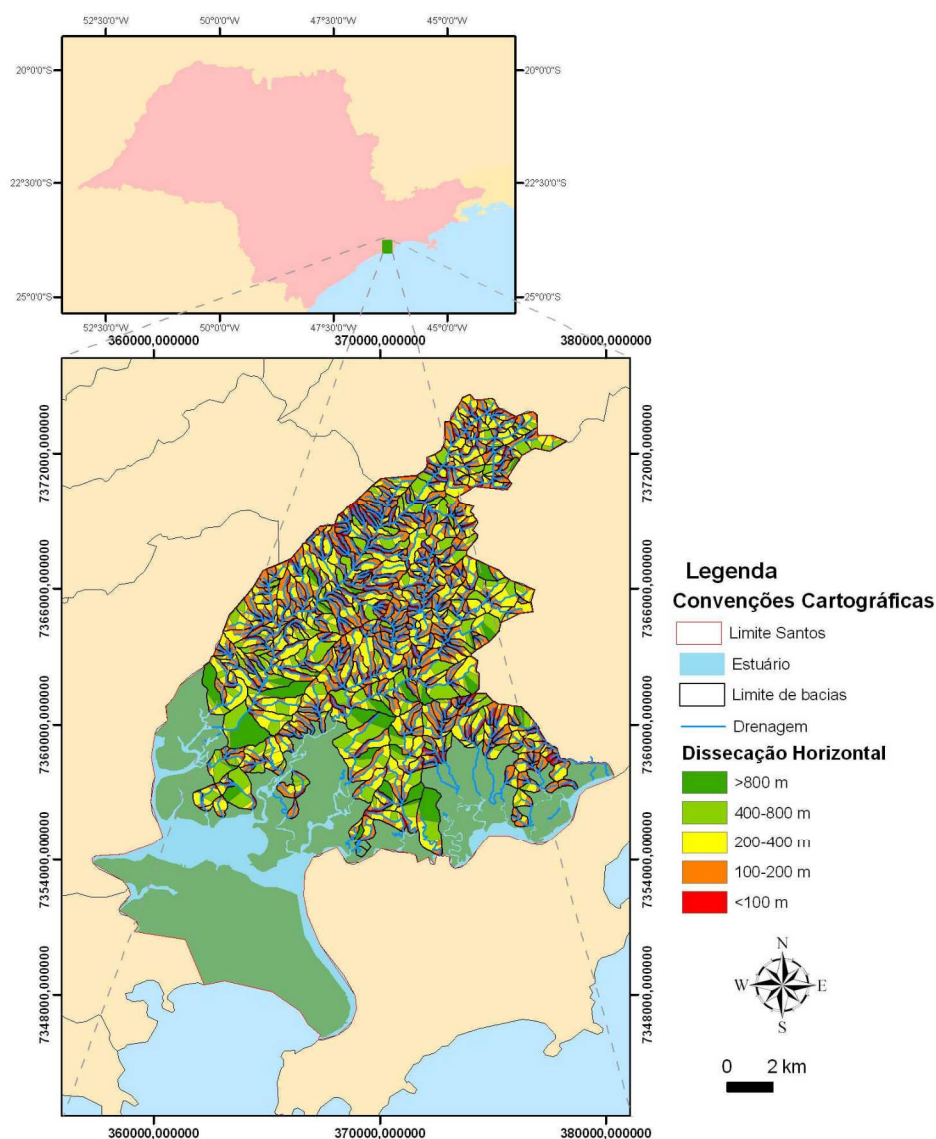 52°30'0"W 50°0'0"W 47°30'0"W 45°0'0"W
20°0'0"S 20°0'0"S
22°30'0"S 22°30'0"S
25°0'0"S 25°0'0"S
52°30'0"W 50°0'0"W 47°30'0"W 45°0'0"W
360000,000000 370000,000000 380000,000000
7372000,000000 7372000,000000
7366000,000000 7366000,000000
7360000,000000 7360000,000000
7354000,000000 7354000,000000
7348000,000000 7348000,000000
360000,000000 370000,000000 380000,000000
Legenda
Convenções Cartográficas
Limite Santos
Estuário
Limite de bacias
Drenagem
Dissecação Horizontal
>800 m
400-800 m
200-400 m
100-200 m
<100 m
N
W E
S
0 2 km